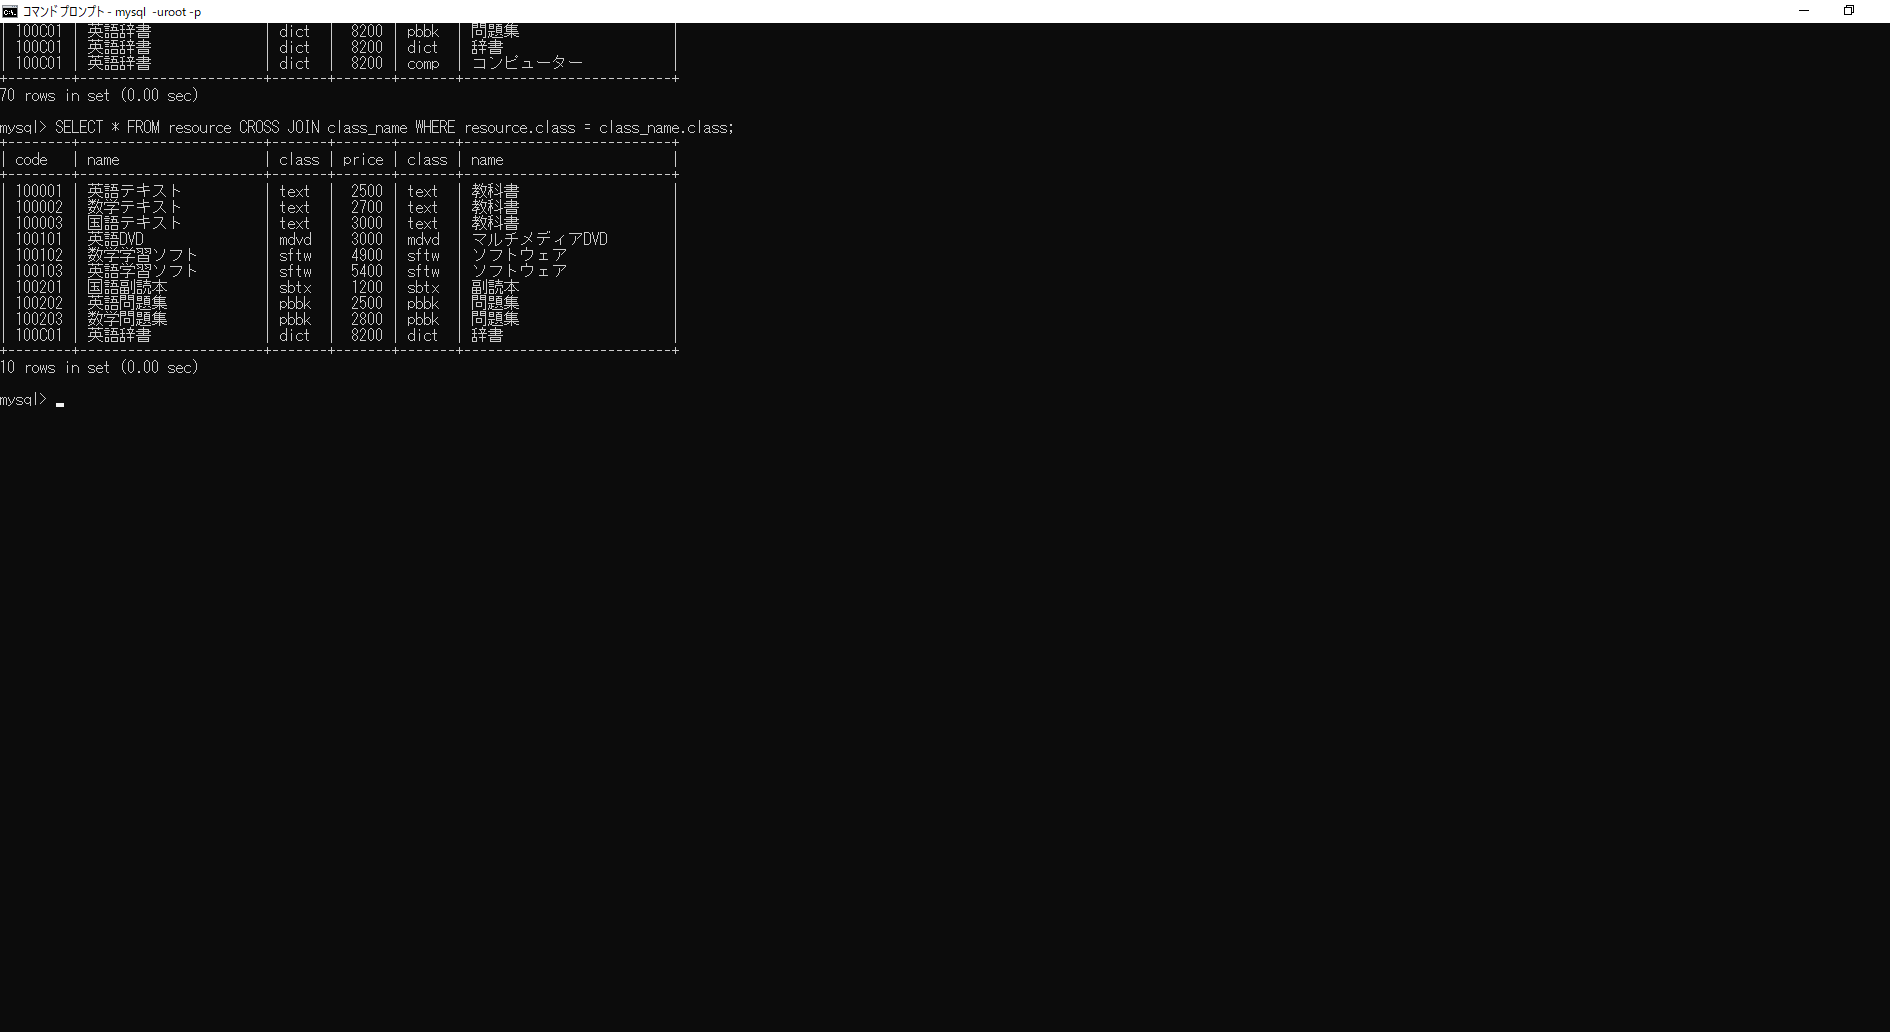 コマンド プロンプト - mysql -uroot -p
| 100C01 | 英語辞書 | dict | 8200 | pbbk | 問題集 |
| 100C01 | 英語辞書 | dict | 8200 | dict | 辞書 |
| 100C01 | 英語辞書 | dict | 8200 | comp | コンピューター |
+--------+------------------------+-------+-------+-------+---------------------------+
70 rows in set (0.00 sec)
mysql> SELECT * FROM resource CROSS JOIN class_name WHERE resource.class = class_name.class;
+--------+------------------------+-------+-------+-------+---------------------------+
| code | name | class | price | class | name |
+--------+------------------------+-------+-------+-------+---------------------------+
| 100001 | 英語テキスト | text | 2500 | text | 教科書 |
| 100002 | 数学テキスト | text | 2700 | text | 教科書 |
| 100003 | 国語テキスト | text | 3000 | text | 教科書 |
| 100101 | 英語DVD | mdvd | 3000 | mdvd | マルチメディアDVD |
| 100102 | 数学学習ソフト | sftw | 4900 | sftw | ソフトウェア |
| 100103 | 英語学習ソフト | sftw | 5400 | sftw | ソフトウェア |
| 100201 | 国語副読本 | sbtx | 1200 | sbtx | 副読本 |
| 100202 | 英語問題集 | pbbk | 2500 | pbbk | 問題集 |
| 100203 | 数学問題集 | pbbk | 2800 | pbbk | 問題集 |
| 100C01 | 英語辞書 | dict | 8200 | dict | 辞書 |
+--------+------------------------+-------+-------+-------+---------------------------+
10 rows in set (0.00 sec)
mysql> _